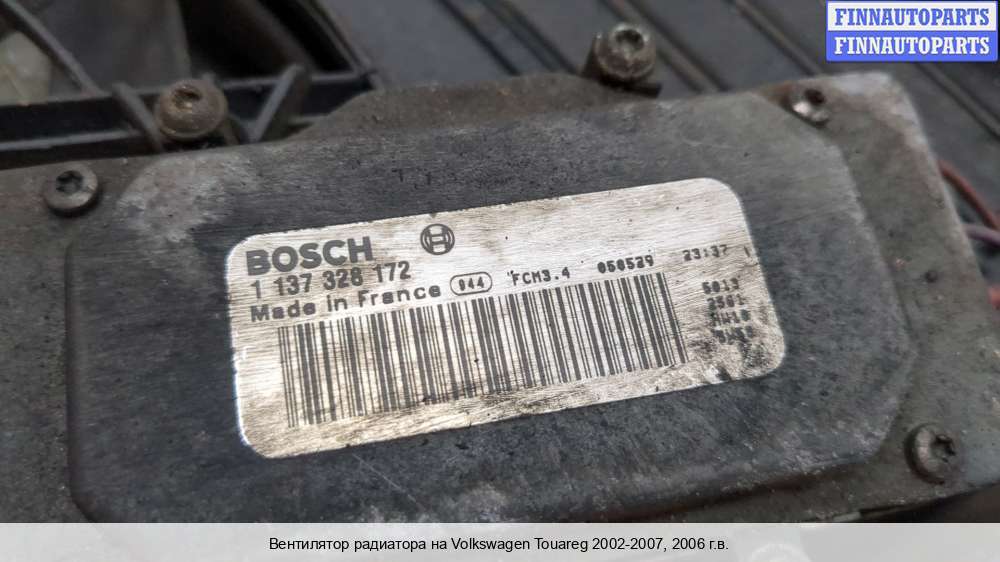 FINNAUTOPARTS
FINNAUTOPARTS
BOSCH
1 137 328 172
Made in France 044 FCM3.4 050529 23:37
Вентилятор радиатора на Volkswagen Touareg 2002-2007, 2006 г.в.